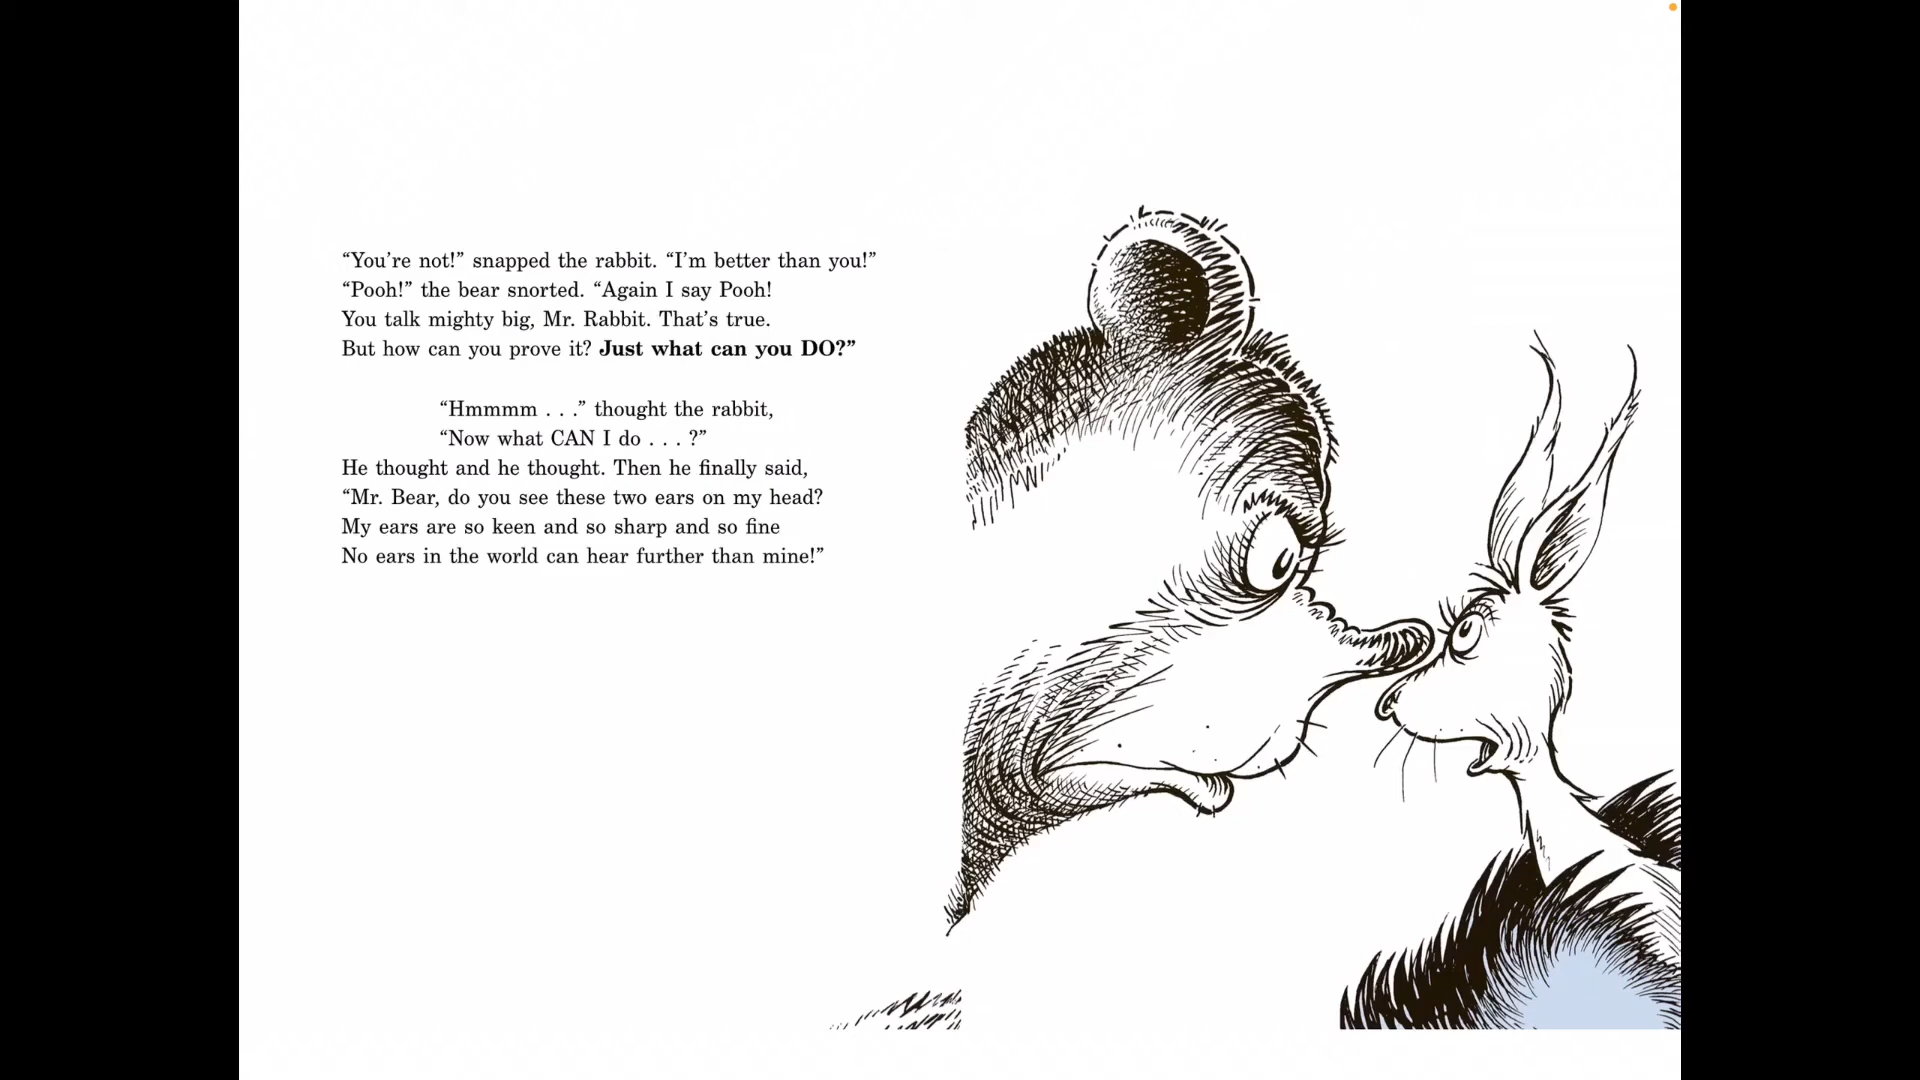 “You’re not!” snapped the rabbit. “I’m better than you!”
“Pooh!” the bear snorted. “Again I say Pooh!
You talk mighty big, Mr. Rabbit. That’s true.
But how can you prove it? Just what can you DO?”
“Hmmmm . . .” thought the rabbit,
“Now what CAN I do . . . ?”
He thought and he thought. Then he finally said,
“Mr. Bear, do you see these two ears on my head?
My ears are so keen and so sharp and so fine
No ears in the world can hear further than mine!”